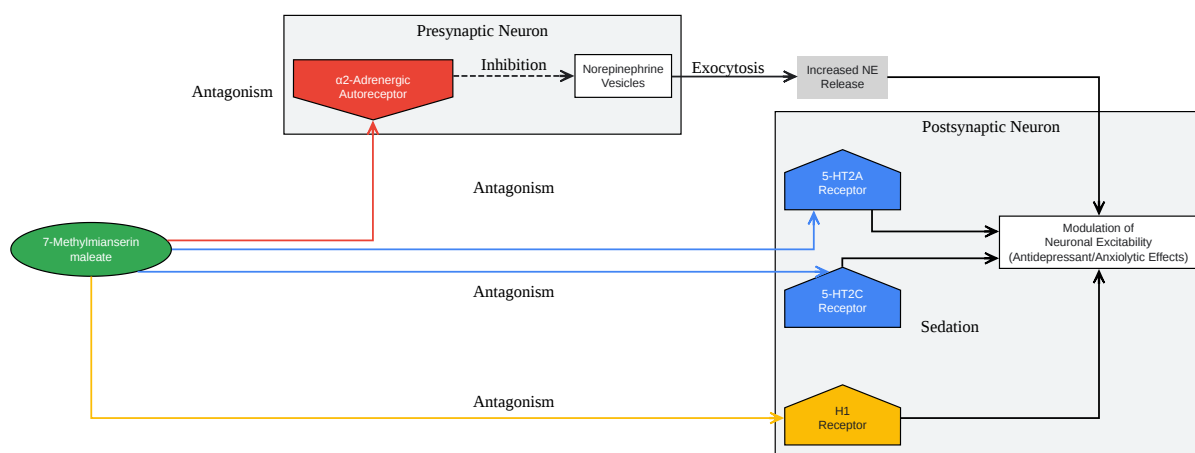 Presynaptic Neuron
α2-Adrenergic
Autoreceptor
Inhibition
Norepinephrine
Vesicles
Exocytosis
Increased NE
Release
Antagonism
Postsynaptic Neuron
5-HT2A
Receptor
Antagonism
7-Methylmianserin
maleate
Modulation of
Neuronal Excitability
(Antidepressant/Anxiolytic Effects)
Antagonism
5-HT2C
Receptor
Sedation
Antagonism
H1
Receptor